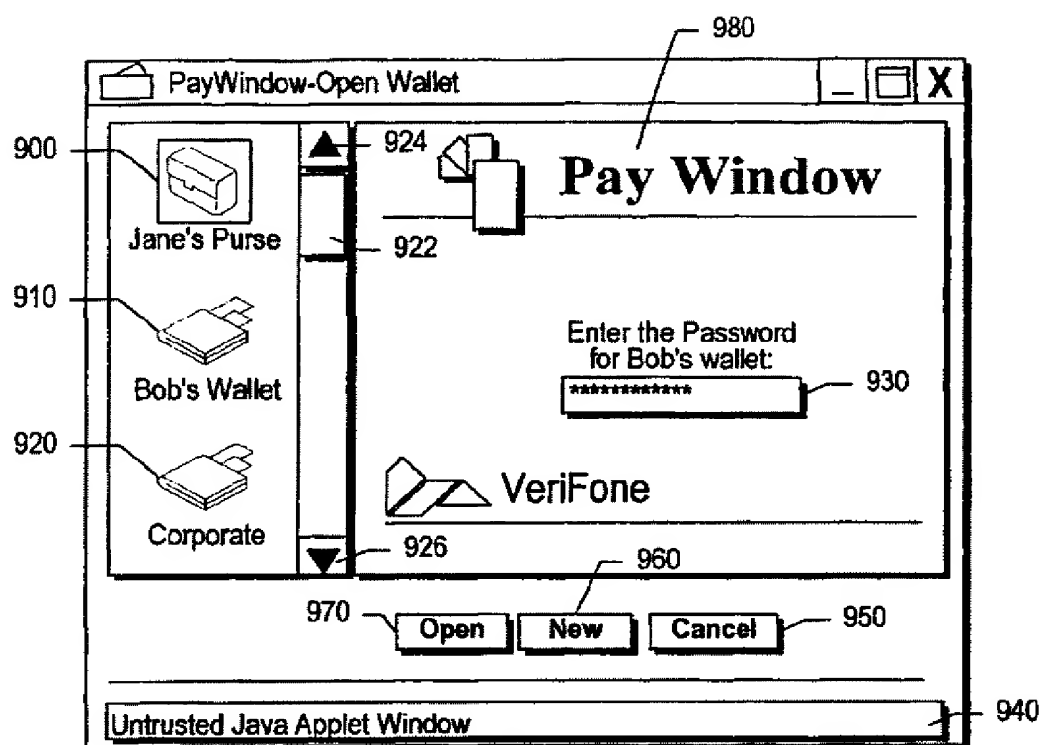 980
PayWindow-Open Wallet
X
900
924
Pay Window
Jane's Purse
922
910
Enter the Password
for Bob's wallet:
Bob's Wallet
************
930
920
VeriFone
Corporate
926
960
970
Open
New
Cancel
950
Untrusted Java Applet Window
940